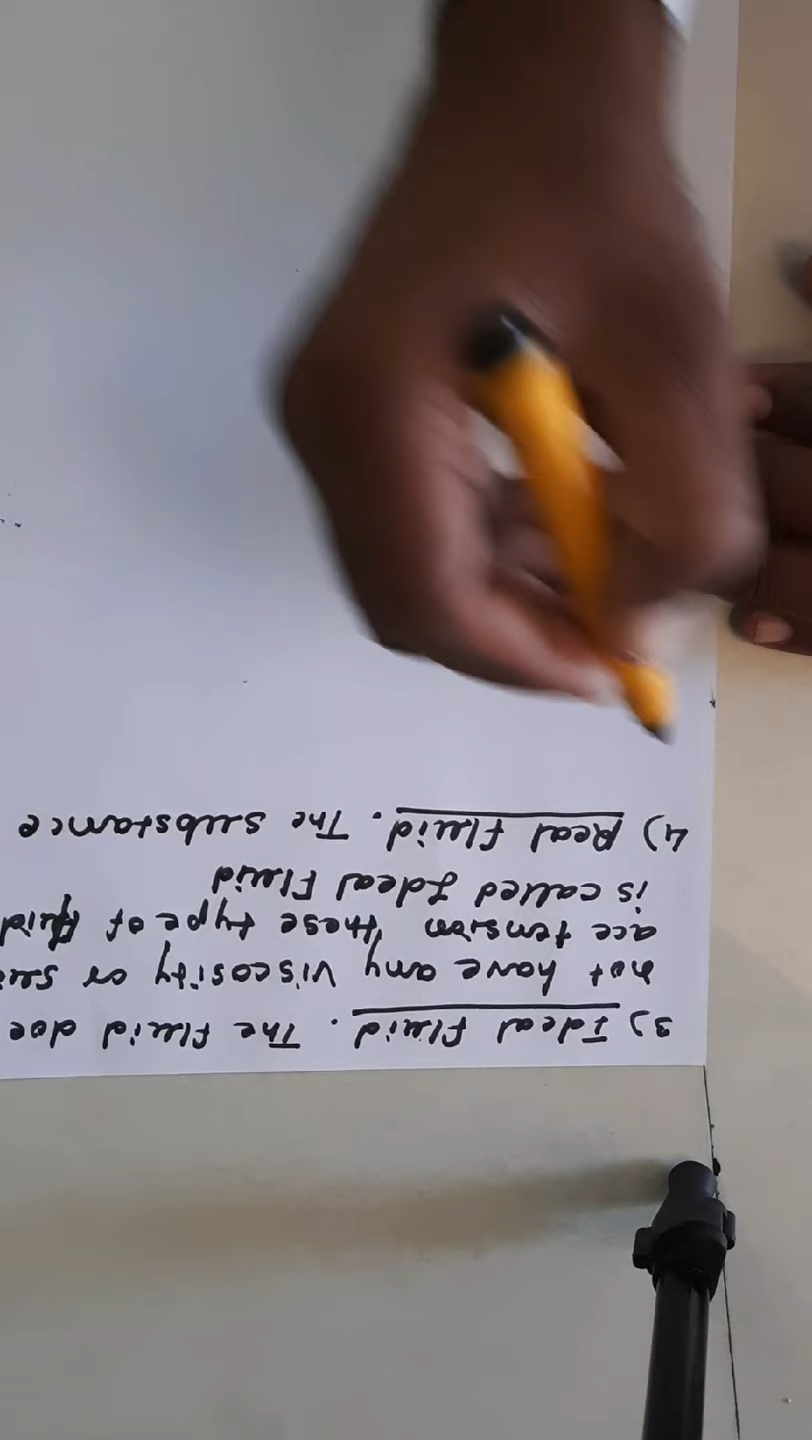 3) Ideal Fluid. The fluid doe
not have any viscosity or su
ace tension these type of fluid
is called Ideal Fluid
4) Real fluid. The substance